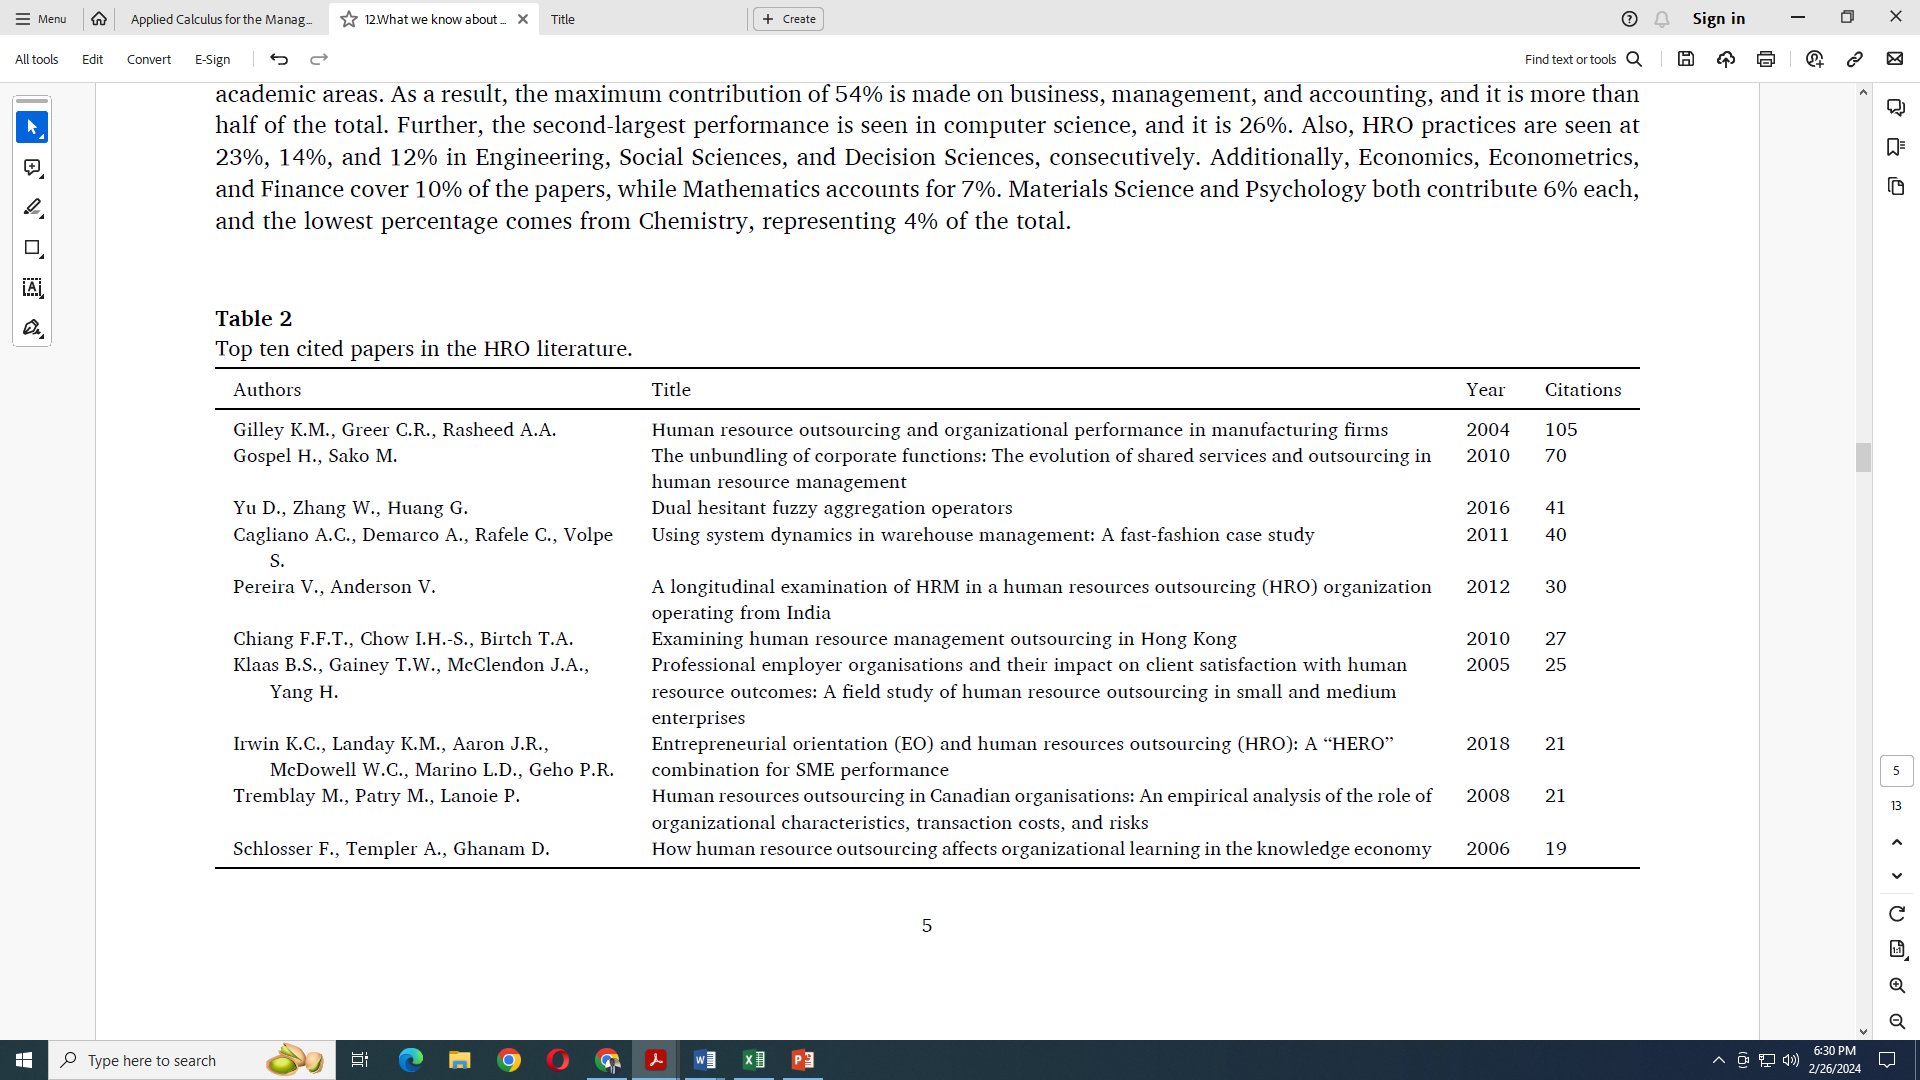 Menu
Applied Calculus for the Manag...
12.What we know about ...
Title
Create
Sign in
All tools
Edit
Convert
E-Sign
Find text or tools
academic areas. As a result, the maximum contribution of 54% is made on business, management, and accounting, and it is more than
half of the total. Further, the second-largest performance is seen in computer science, and it is 26%. Also, HRO practices are seen at
23%, 14%, and 12% in Engineering, Social Sciences, and Decision Sciences, consecutively. Additionally, Economics, Econometrics,
and Finance cover 10% of the papers, while Mathematics accounts for 7%. Materials Science and Psychology both contribute 6% each,
and the lowest percentage comes from Chemistry, representing 4% of the total.
Table 2
Top ten cited papers in the HRO literature.
Authors Title Year Citations
Gilley K.M., Greer C.R., Rasheed A.A. Human resource outsourcing and organizational performance in manufacturing firms 2004 105
Gospel H., Sako M. The unbundling of corporate functions: The evolution of shared services and outsourcing in 2010 70
human resource management
Yu D., Zhang W., Huang G. Dual hesitant fuzzy aggregation operators 2016 41
Cagliano A.C., Demarco A., Rafele C., Volpe Using system dynamics in warehouse management: A fast-fashion case study 2011 40
S.
Pereira V., Anderson V. A longitudinal examination of HRM in a human resources outsourcing (HRO) organization 2012 30
operating from India
Chiang F.F.T., Chow I.H.-S., Birtch T.A. Examining human resource management outsourcing in Hong Kong 2010 27
Klaas B.S., Gainey T.W., McClendon J.A., Professional employer organisations and their impact on client satisfaction with human 2005 25
Yang H. resource outcomes: A field study of human resource outsourcing in small and medium
enterprises
Irwin K.C., Landay K.M., Aaron J.R., Entrepreneurial orientation (EO) and human resources outsourcing (HRO): A “HERO” 2018 21
McDowell W.C., Marino L.D., Geho P.R. combination for SME performance
Tremblay M., Patry M., Lanoie P. Human resources outsourcing in Canadian organisations: An empirical analysis of the role of 2008 21
organizational characteristics, transaction costs, and risks
Schlosser F., Templer A., Ghanam D. How human resource outsourcing affects organizational learning in the knowledge economy 2006 19
5
5
13
Type here to search
6:30 PM
2/26/2024